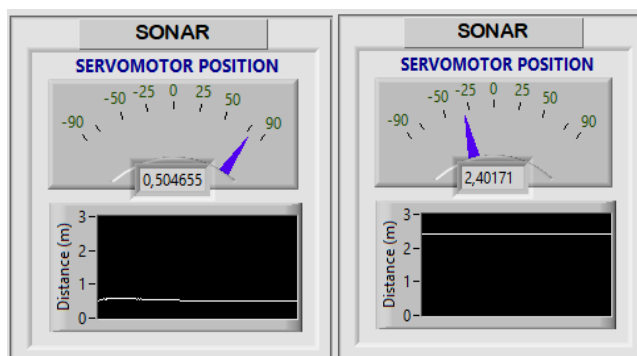 SONAR
SERVOMOTOR POSITION
-90 -50 -25 0 25 50 90
0,504655
Distance (m)
3
2
1
0
SONAR
SERVOMOTOR POSITION
-90 -50 -25 0 25 50 90
2,40171
Distance (m)
3
2
1
0